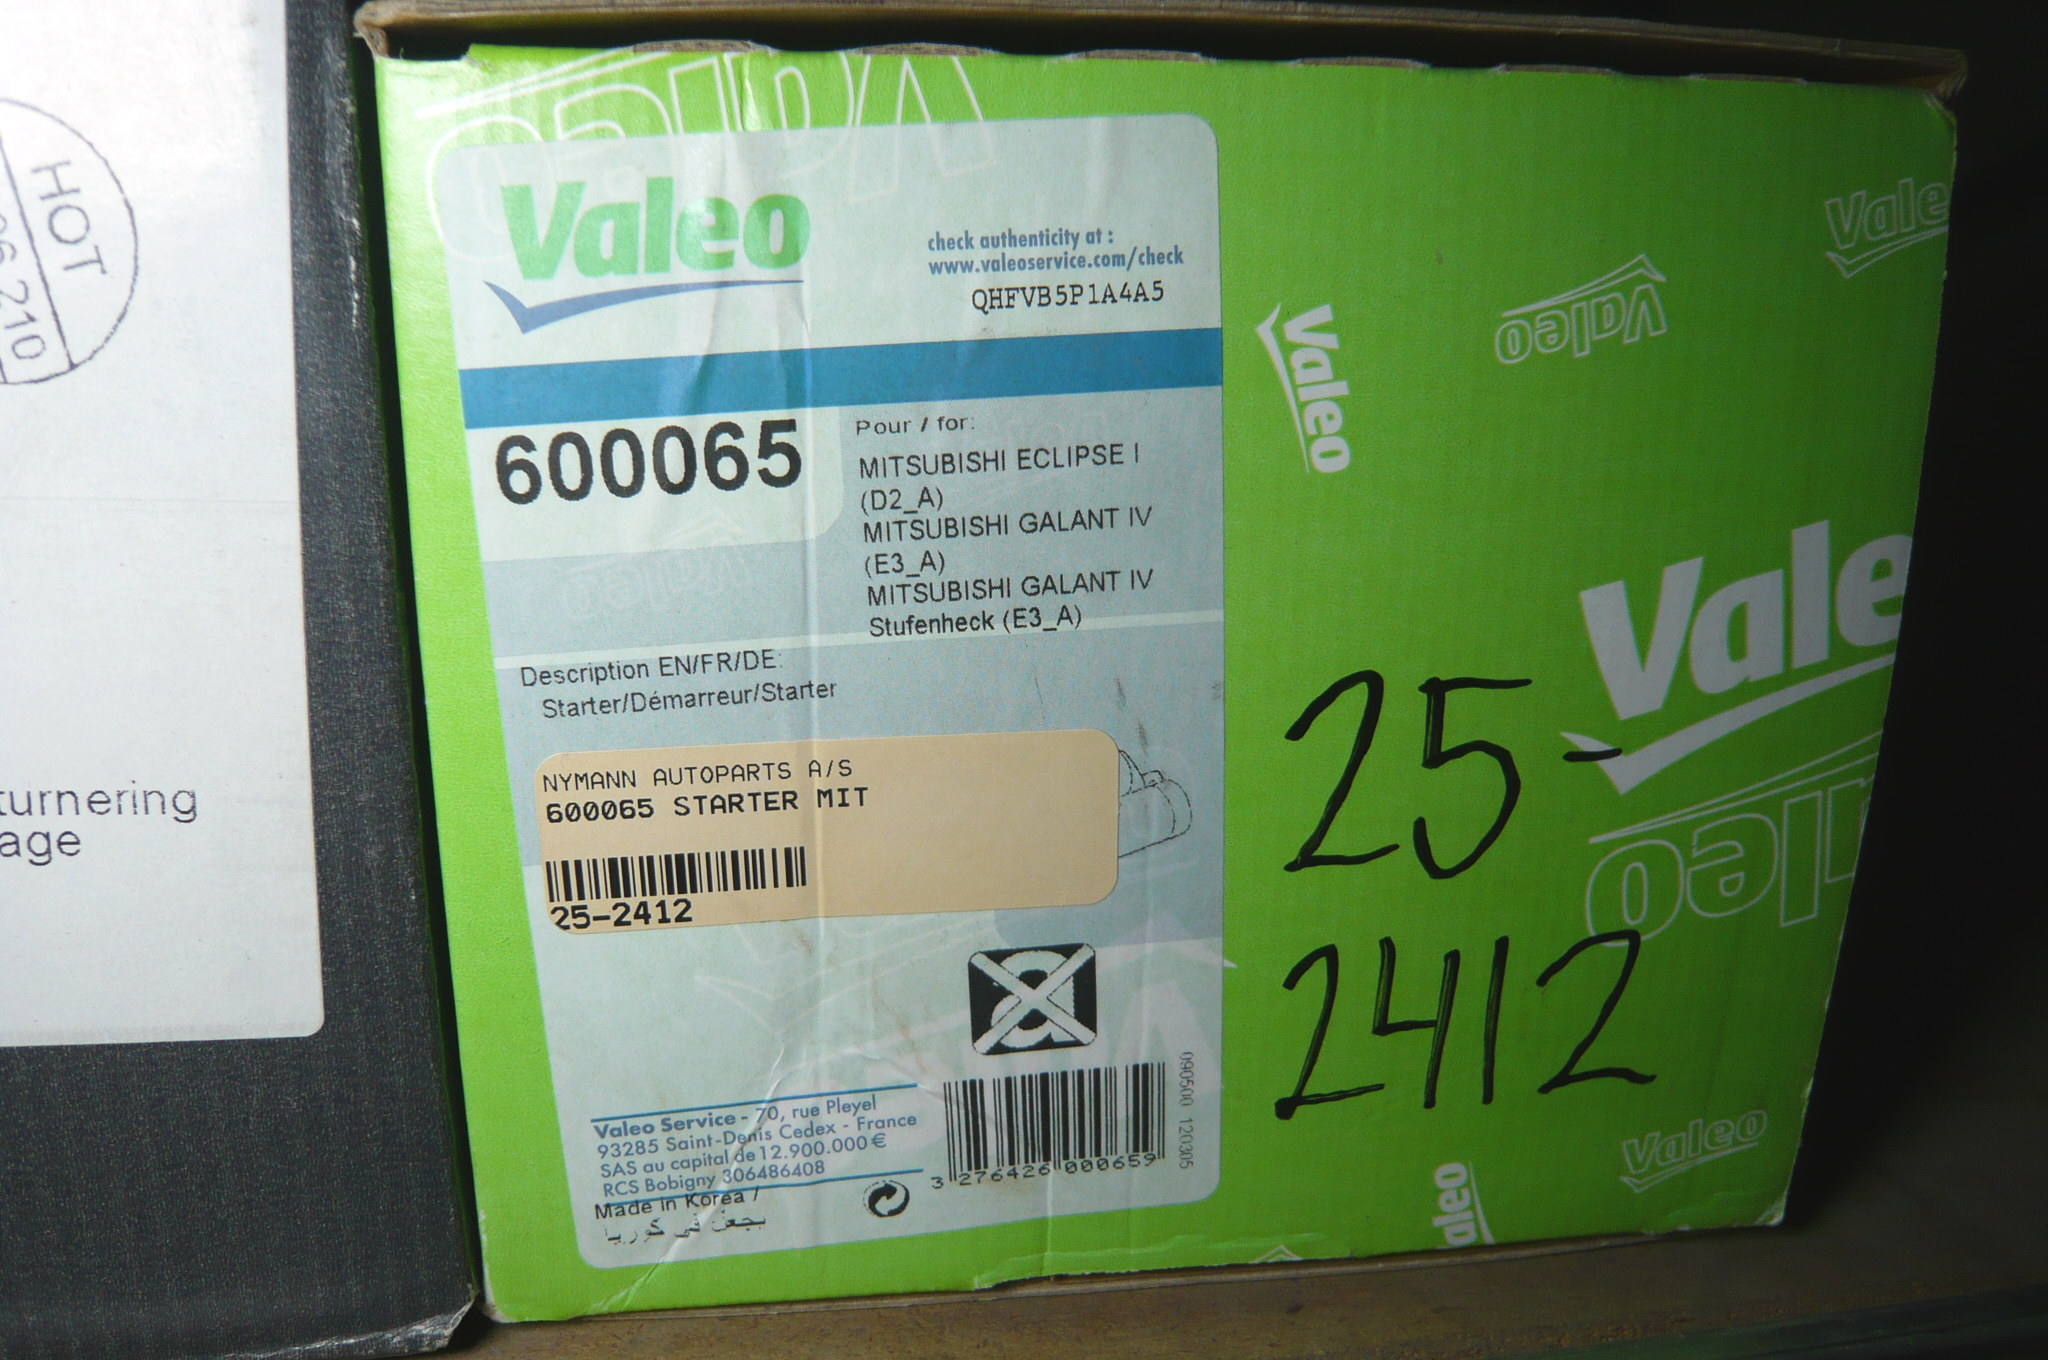 HOT
06.210
turnering
age
Valeo
check authenticity at :
www.valeoservice.com/check
QHFVB5P1A4A5
600065
Pour / for:
MITSUBISHI ECLIPSE I
(D2_A)
MITSUBISHI GALANT IV
(E3_A)
MITSUBISHI GALANT IV
Stufenheck (E3_A)
Description EN/FR/DE:
Starter/Démarreur/Starter
NYMANN AUTOPARTS A/S
600065 STARTER MIT
25-2412
a
Valeo Service - 70, rue Pleyel
93285 Saint-Denis Cedex - France
SAS au capital de 12.900.000 €
RCS Bobigny 306486408
Made in Korea /
3 276426 000659
090500 120305
Valeo
Valeo
Valeo
Valeo
Vale
Valeo
25-
2412
Valeo
aleo